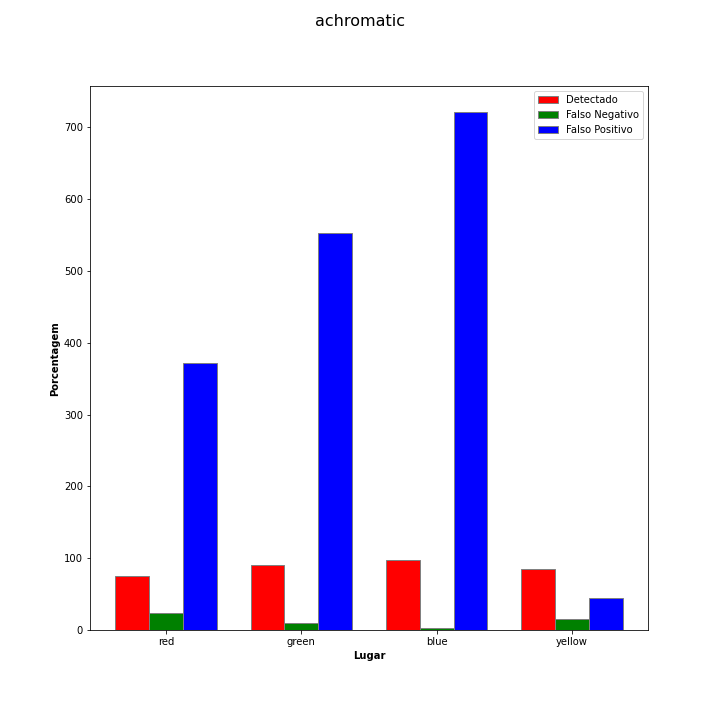 achromatic
Detectado
Falso Negativo
Falso Positivo
700
600
500
400
300
200
100
0
Porcentagem
red green blue yellow
Lugar